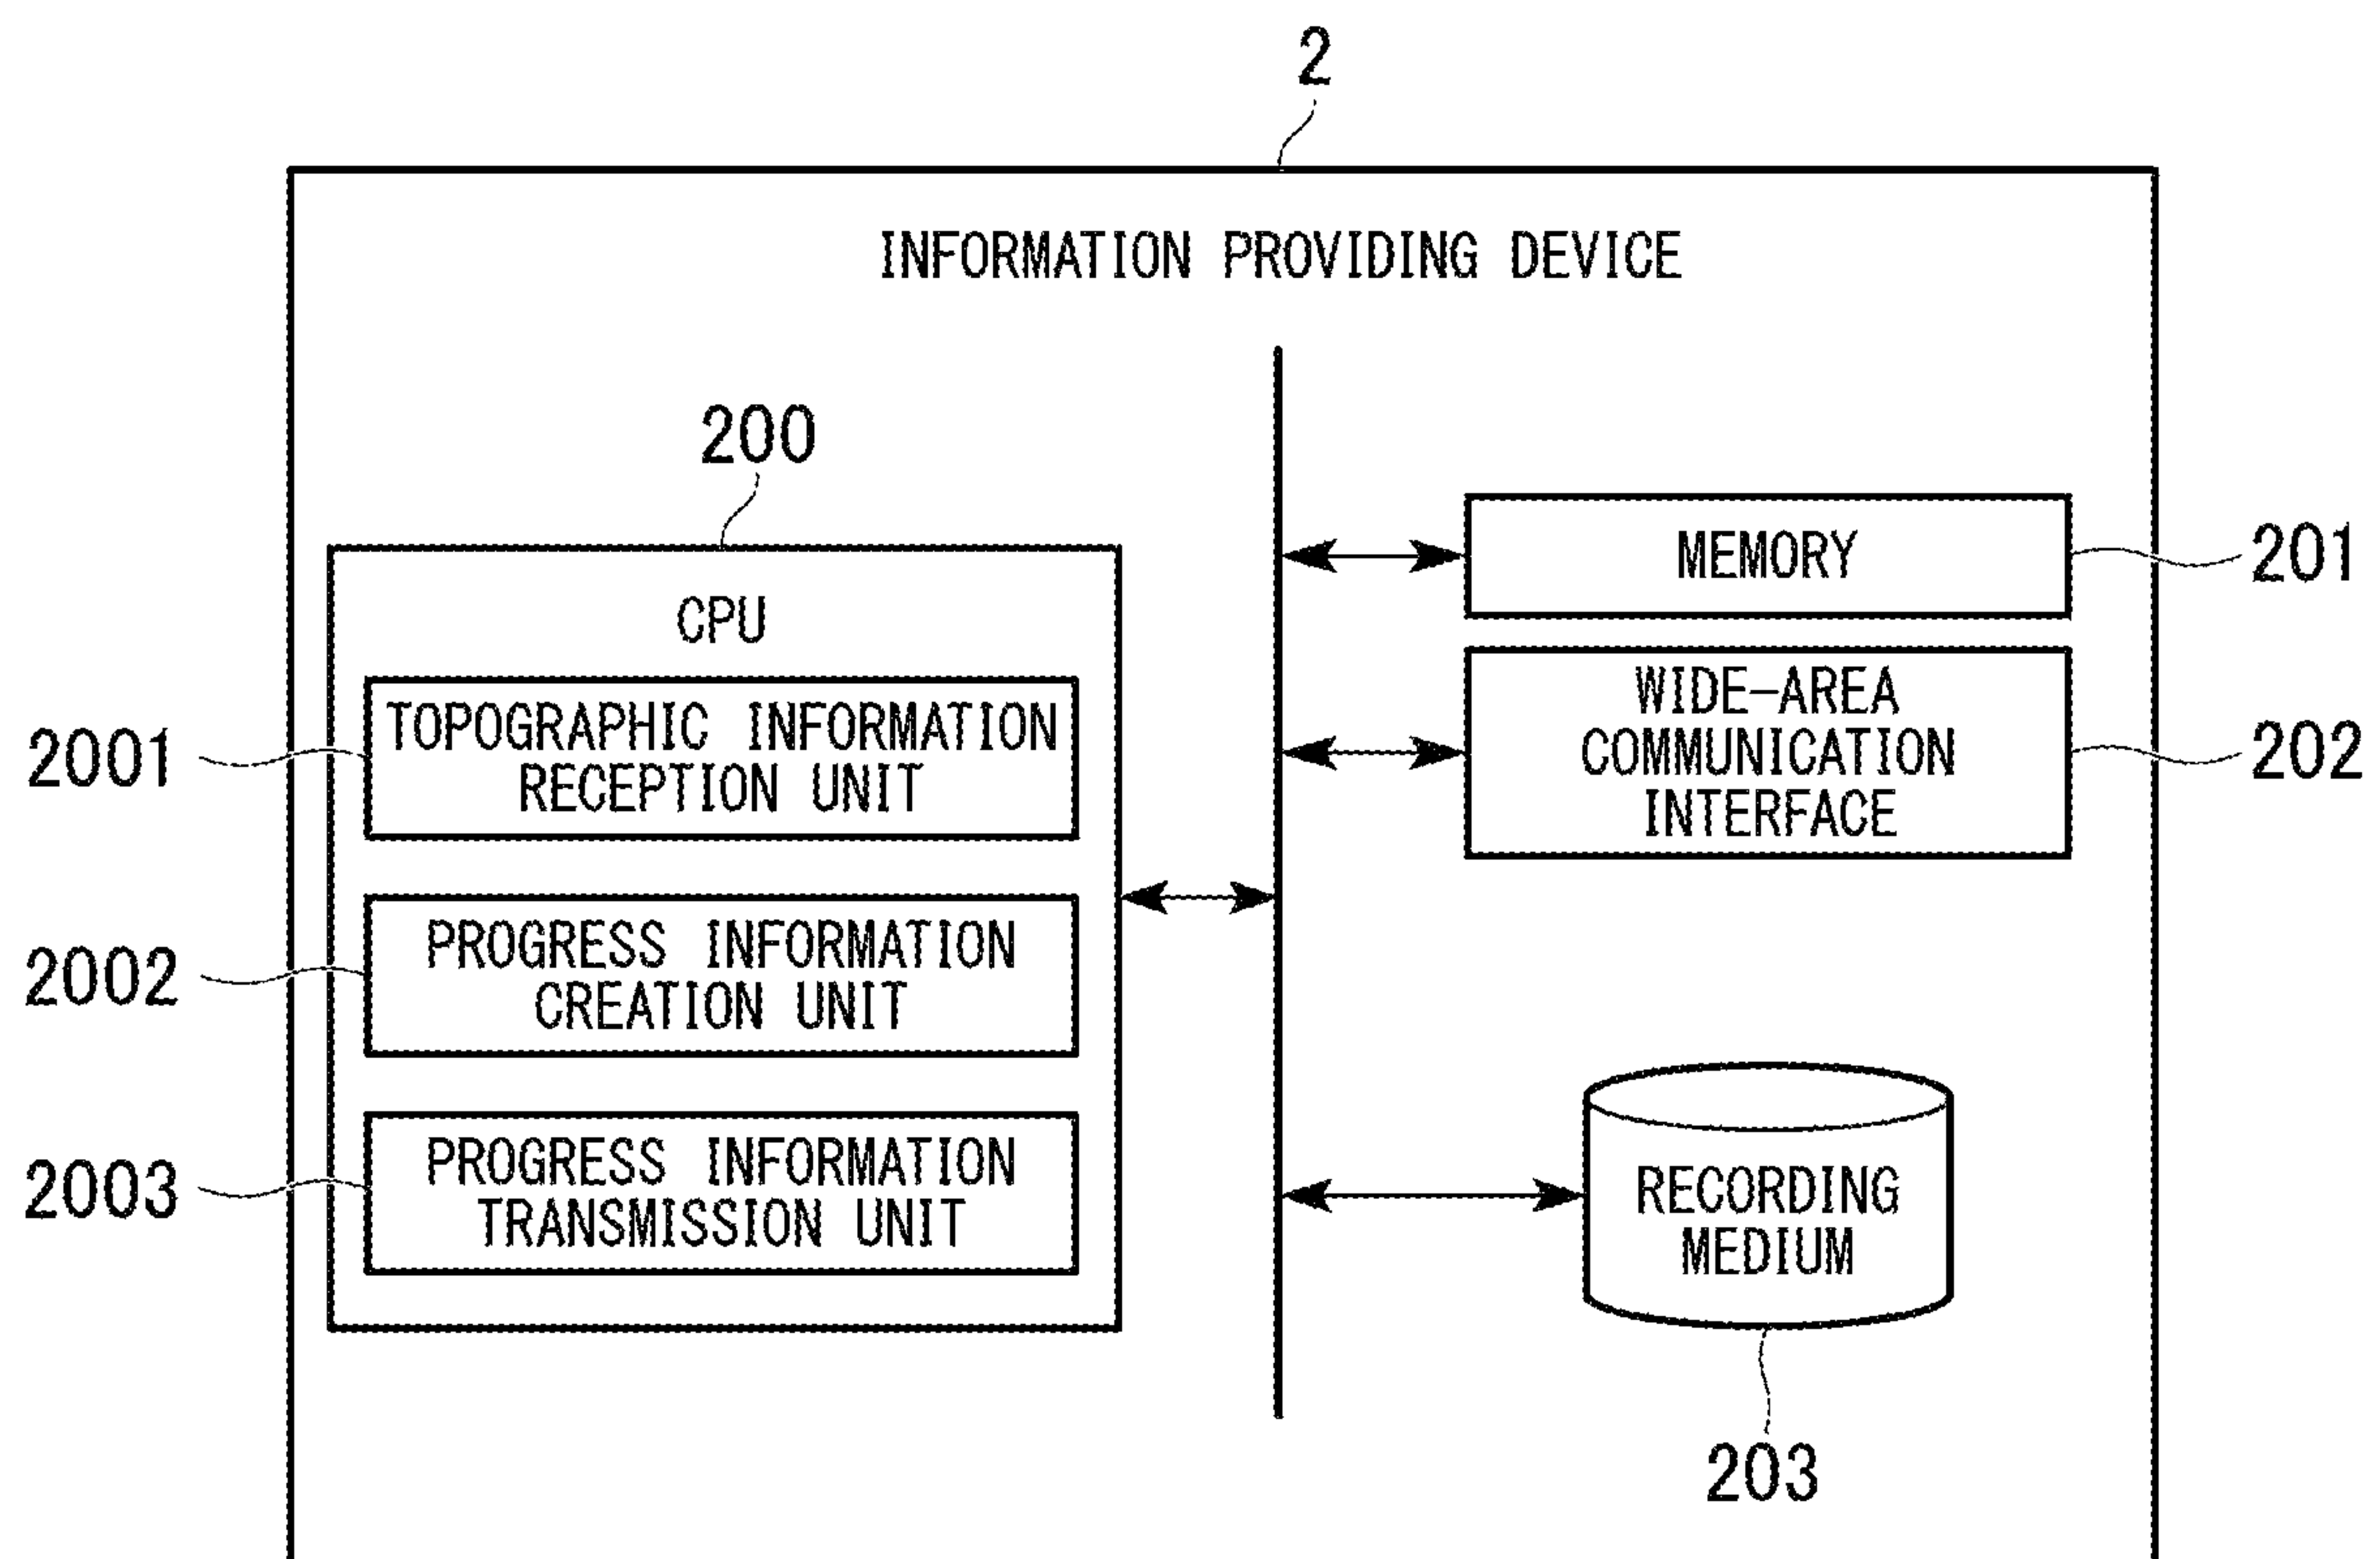 2
INFORMATION PROVIDING DEVICE
200
CPU
2001
TOPOGRAPHIC INFORMATION
RECEPTION UNIT
2002
PROGRESS INFORMATION
CREATION UNIT
2003
PROGRESS INFORMATION
TRANSMISSION UNIT
MEMORY
201
WIDE-AREA
COMMUNICATION
INTERFACE
202
RECORDING
MEDIUM
203